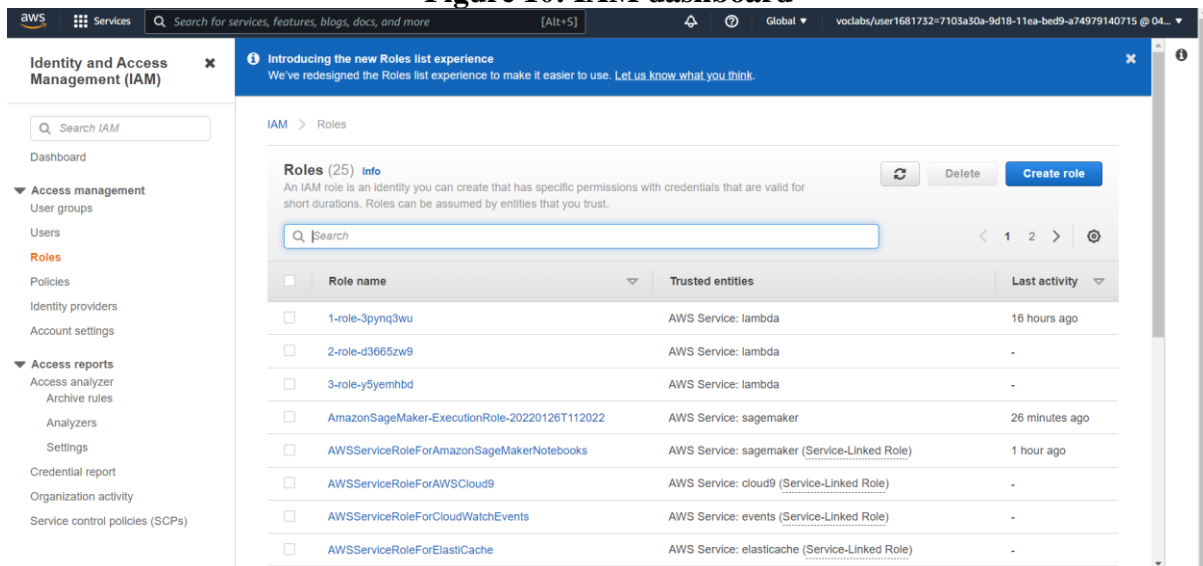 Figure 10: IAM dashboard
aws
Services
Search for services, features, blogs, docs, and more
[Alt+S]
Global ▼
voclabs/user1681732=7103a30a-9d18-11ea-bed9-a74979140715 @ 04... ▼
Identity and Access
Management (IAM)
Search IAM
Dashboard
Access management
User groups
Users
Roles
Policies
Identity providers
Account settings
Access reports
Access analyzer
Archive rules
Analyzers
Settings
Credential report
Organization activity
Service control policies (SCPs)
Introducing the new Roles list experience
We've redesigned the Roles list experience to make it easier to use. Let us know what you think.
IAM > Roles
Roles (25) Info
An IAM role is an identity you can create that has specific permissions with credentials that are valid for
short durations. Roles can be assumed by entities that you trust.
Delete
Create role
Search
< 1 2 >
Role name Trusted entities Last activity
1-role-3pynq3wu AWS Service: lambda 16 hours ago
2-role-d3665zw9 AWS Service: lambda -
3-role-y5yemhbd AWS Service: lambda -
AmazonSageMaker-ExecutionRole-20220126T112022 AWS Service: sagemaker 26 minutes ago
AWSServiceRoleForAmazonSageMakerNotebooks AWS Service: sagemaker (Service-Linked Role) 1 hour ago
AWSServiceRoleForAWSCloud9 AWS Service: cloud9 (Service-Linked Role) -
AWSServiceRoleForCloudWatchEvents AWS Service: events (Service-Linked Role) -
AWSServiceRoleForElastiCache AWS Service: elasticache (Service-Linked Role) -